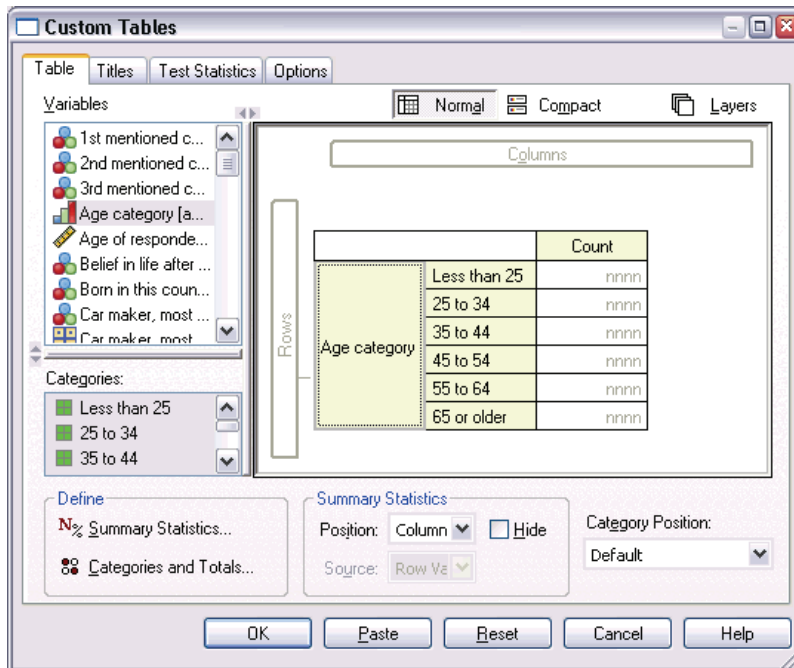 Custom Tables
Table Titles Test Statistics Options
Variables
Normal Compact Layers
1st mentioned c...
2nd mentioned c...
3rd mentioned c...
Age category [a...
Age of responde...
Belief in life after ...
Born in this coun...
Car maker, most ...
Car maker, most
Categories:
Less than 25
25 to 34
35 to 44
Columns
Rows
Count
Age category
Less than 25 nnnn
25 to 34 nnnn
35 to 44 nnnn
45 to 54 nnnn
55 to 64 nnnn
65 or older nnnn
Define
N% Summary Statistics...
Categories and Totals...
Summary Statistics
Position: Column Hide
Source: Row Va
Category Position:
Default
OK Paste Reset Cancel Help